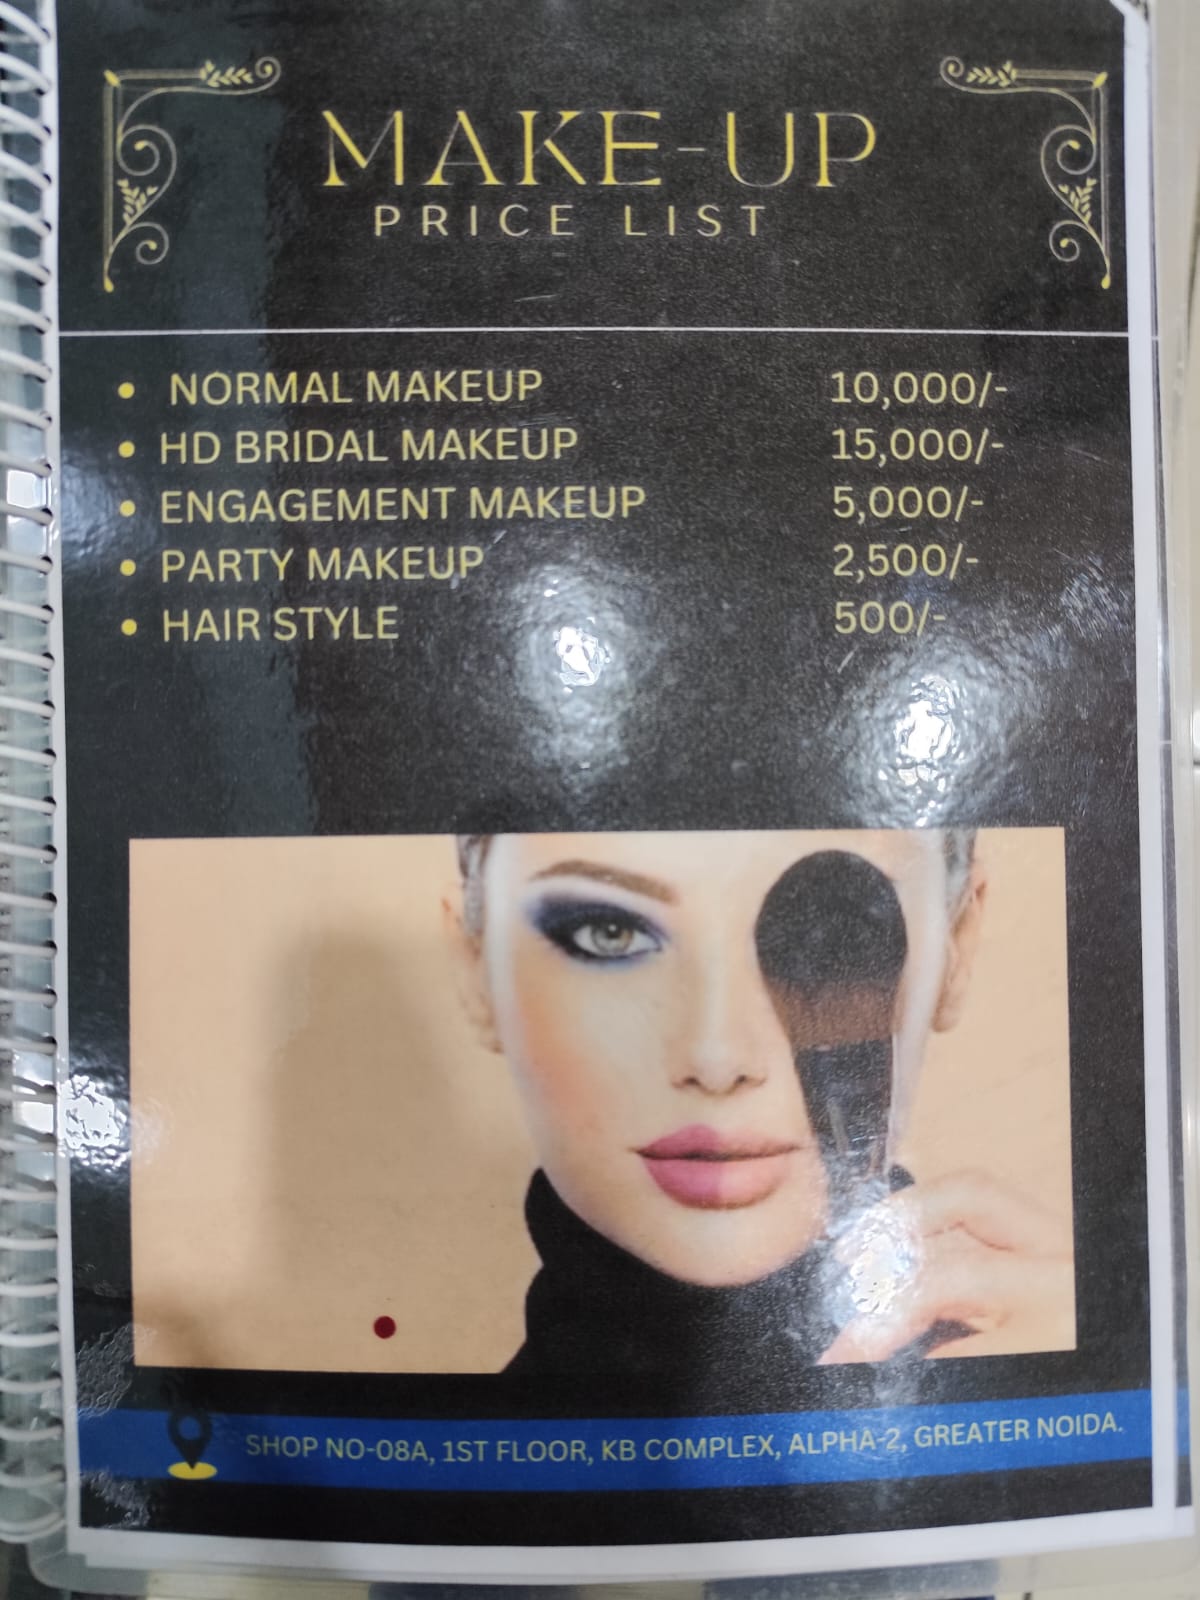 MAKE-UP
PRICE LIST
• NORMAL MAKEUP 10,000/-
• HD BRIDAL MAKEUP 15,000/-
• ENGAGEMENT MAKEUP 5,000/-
• PARTY MAKEUP 2,500/-
• HAIR STYLE 500/-
SHOP NO-08A, 1ST FLOOR, KB COMPLEX, ALPHA-2, GREATER NOIDA.